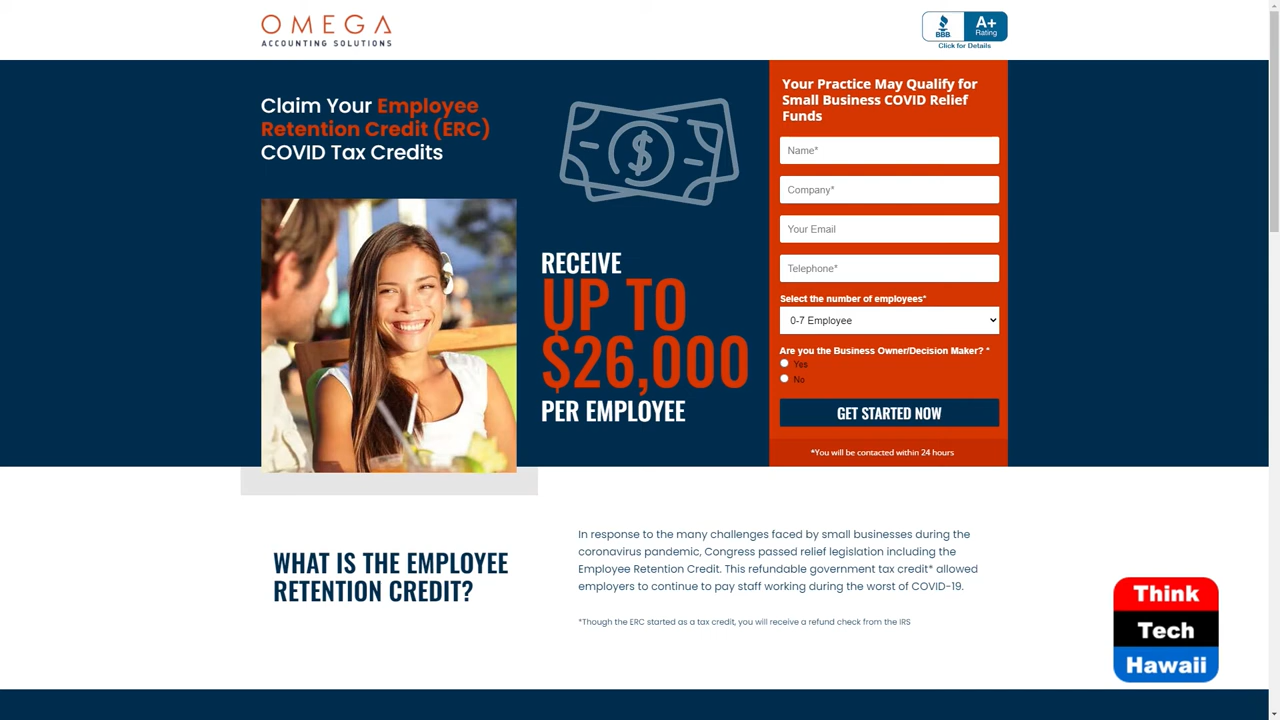 OMEGA
ACCOUNTING SOLUTIONS
BBB
A+
Rating
Click for Details
Claim Your Employee
Retention Credit (ERC)
COVID Tax Credits
RECEIVE
UP TO
$26,000
PER EMPLOYEE
Your Practice May Qualify for
Small Business COVID Relief
Funds
Name*
Company*
Your Email
Telephone*
Select the number of employees*
0-7 Employee
Are you the Business Owner/Decision Maker? *
Yes
No
GET STARTED NOW
*You will be contacted within 24 hours
WHAT IS THE EMPLOYEE
RETENTION CREDIT?
In response to the many challenges faced by small businesses during the
coronavirus pandemic, Congress passed relief legislation including the
Employee Retention Credit. This refundable government tax credit* allowed
employers to continue to pay staff working during the worst of COVID-19.
*Though the ERC started as a tax credit, you will receive a refund check from the IRS
Think
Tech
Hawaii